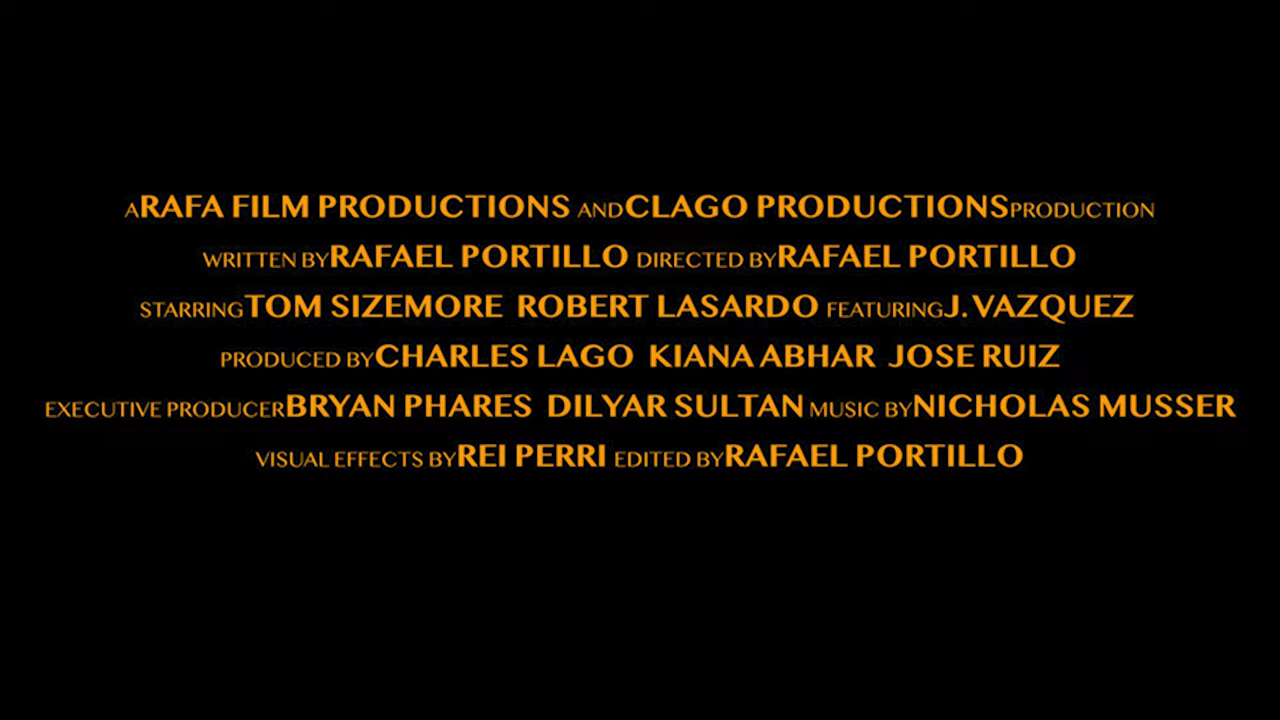 A RAFA FILM PRODUCTIONS AND CLAGO PRODUCTIONS PRODUCTION
WRITTEN BY RAFAEL PORTILLO DIRECTED BY RAFAEL PORTILLO
STARRING TOM SIZEMORE ROBERT LASARDO FEATURING J. VAZQUEZ
PRODUCED BY CHARLES LAGO KIANA ABHAR JOSE RUIZ
EXECUTIVE PRODUCER BRYAN PHARES DILYAR SULTAN MUSIC BY NICHOLAS MUSSER
VISUAL EFFECTS BY REI PERRI EDITED BY RAFAEL PORTILLO